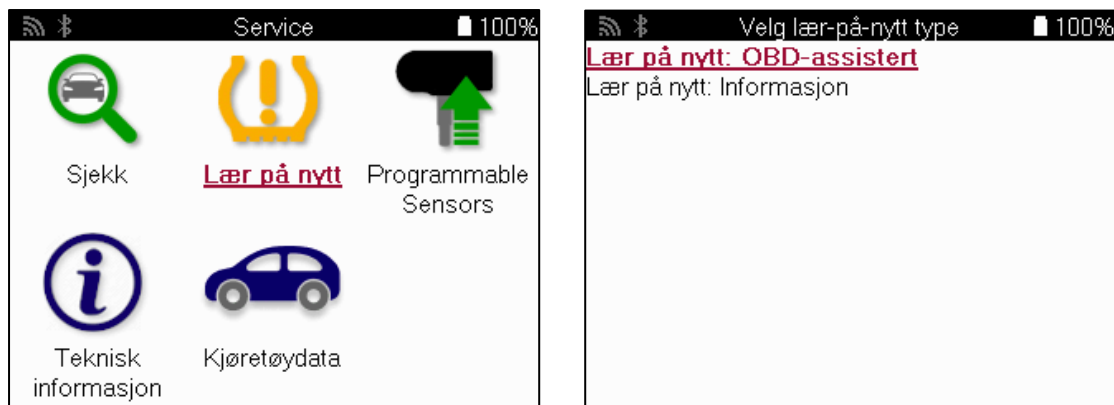 Service 100%
Sjekk
Lær på nytt
Programmable
Sensors
Teknisk
informasjon
Kjøretøydata
Velg lær-på-nytt type 100%
Lær på nytt: OBD-assistert
Lær på nytt: Informasjon